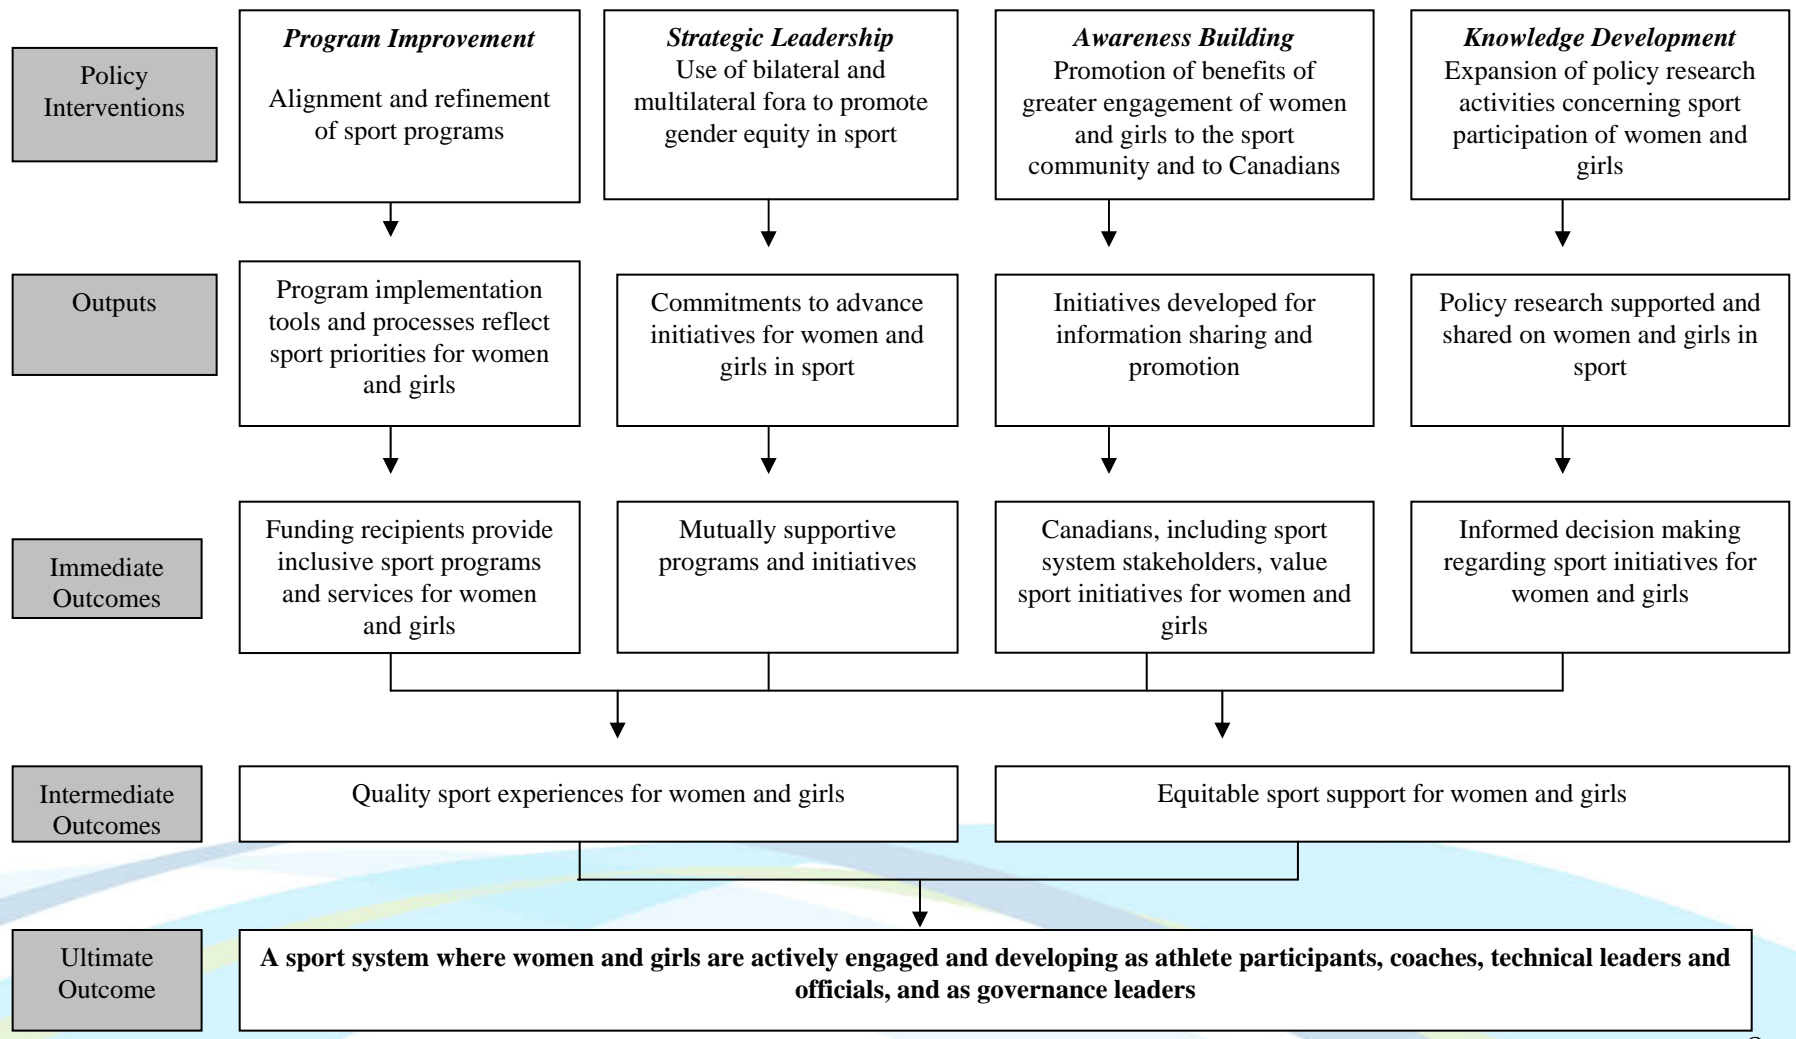 Policy
Interventions
Program Improvement
Alignment and refinement
of sport programs
Strategic Leadership
Use of bilateral and
multilateral fora to promote
gender equity in sport
Awareness Building
Promotion of benefits of
greater engagement of women
and girls to the sport
community and to Canadians
Knowledge Development
Expansion of policy research
activities concerning sport
participation of women and
girls
Outputs
Program implementation
tools and processes reflect
sport priorities for women
and girls
Commitments to advance
initiatives for women and
girls in sport
Initiatives developed for
information sharing and
promotion
Policy research supported and
shared on women and girls in
sport
Immediate
Outcomes
Funding recipients provide
inclusive sport programs
and services for women
and girls
Mutually supportive
programs and initiatives
Canadians, including sport
system stakeholders, value
sport initiatives for women and
girls
Informed decision making
regarding sport initiatives for
women and girls
Intermediate
Outcomes
Quality sport experiences for women and girls
Equitable sport support for women and girls
Ultimate
Outcome
A sport system where women and girls are actively engaged and developing as athlete participants, coaches, technical leaders and
officials, and as governance leaders